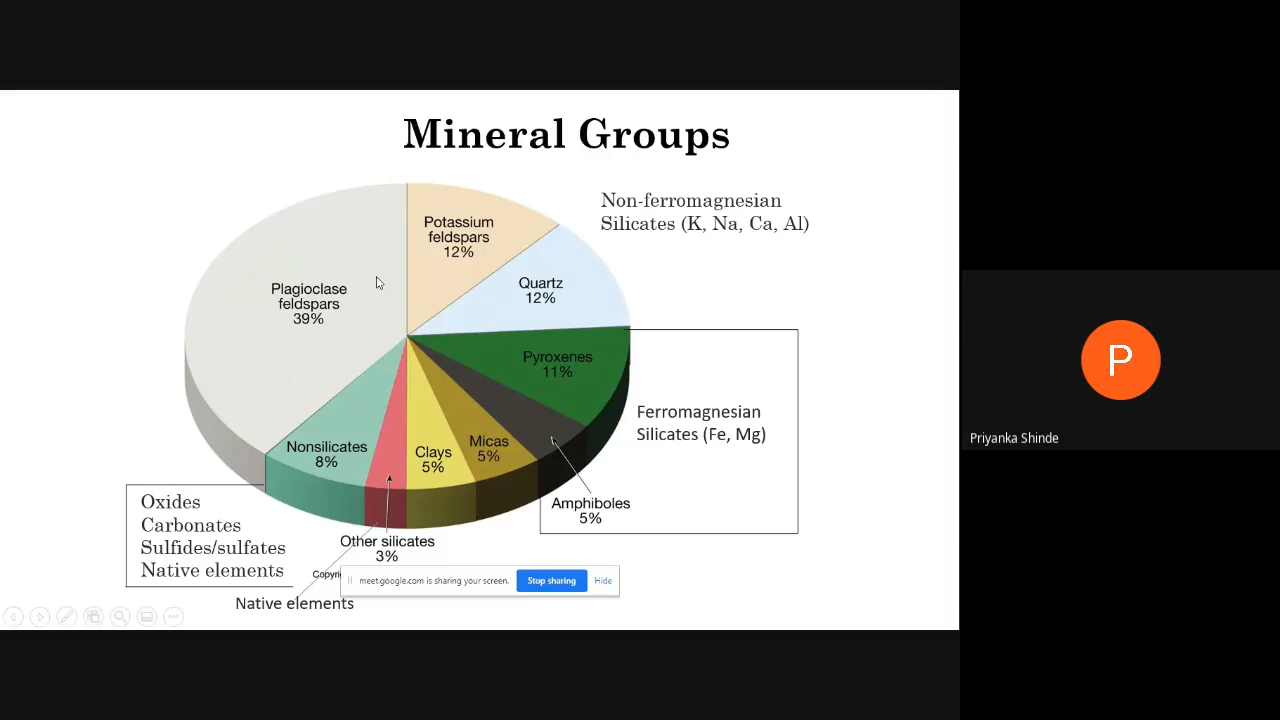 Mineral Groups
Non-ferromagnesian
Silicates (K, Na, Ca, Al)
Potassium
feldspars
12%
Quartz
12%
Plagioclase
feldspars
39%
Pyroxenes
11%
Ferromagnesian
Silicates (Fe, Mg)
Nonsilicates
8%
Clays
5%
Micas
5%
Amphiboles
5%
Oxides
Carbonates
Sulfides/sulfates
Native elements
Other silicates
3%
meet.google.com is sharing your screen.
Stop sharing
Hide
Native elements
P
Priyanka Shinde